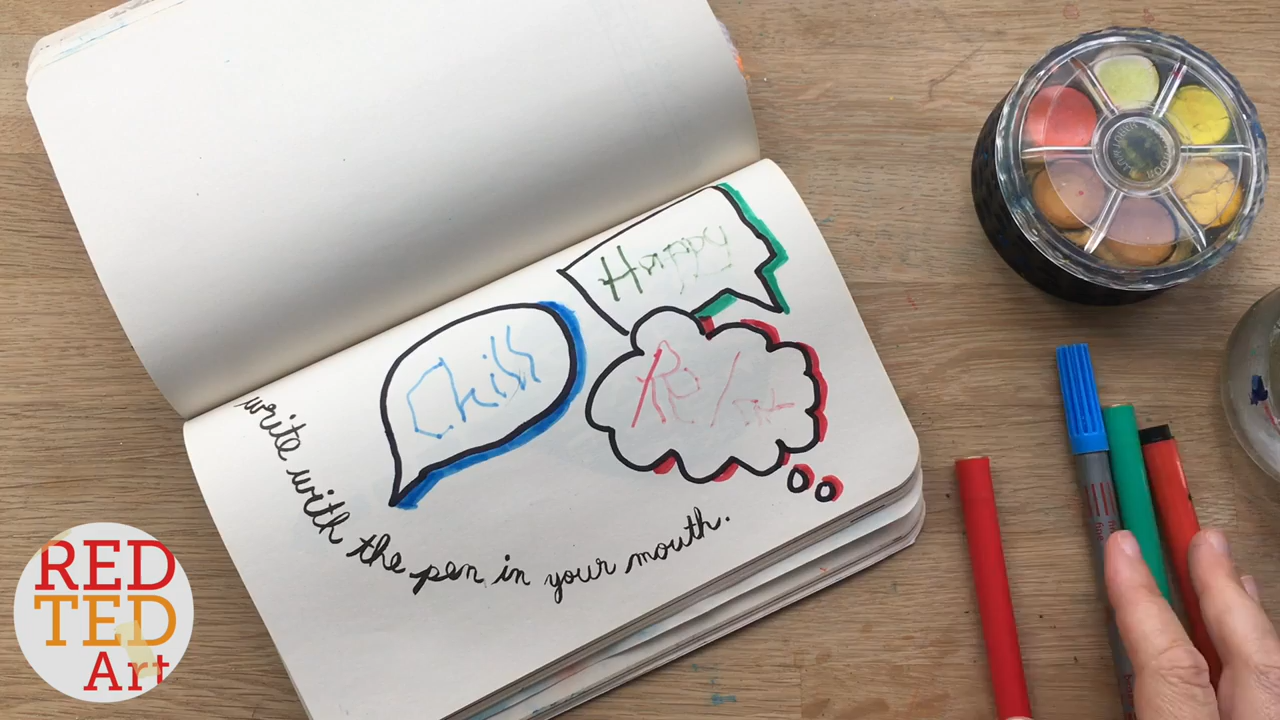 Happy
Chill
Relax
write with the pen in your mouth.
RED
TED
Art